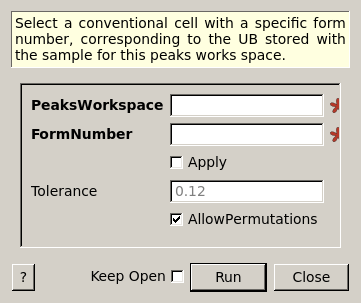 Select a conventional cell with a specific form
number, corresponding to the UB stored with
the sample for this peaks works space.
PeaksWorkspace
FormNumber
Apply
Tolerance 0.12
AllowPermutations
? Keep Open Run Close